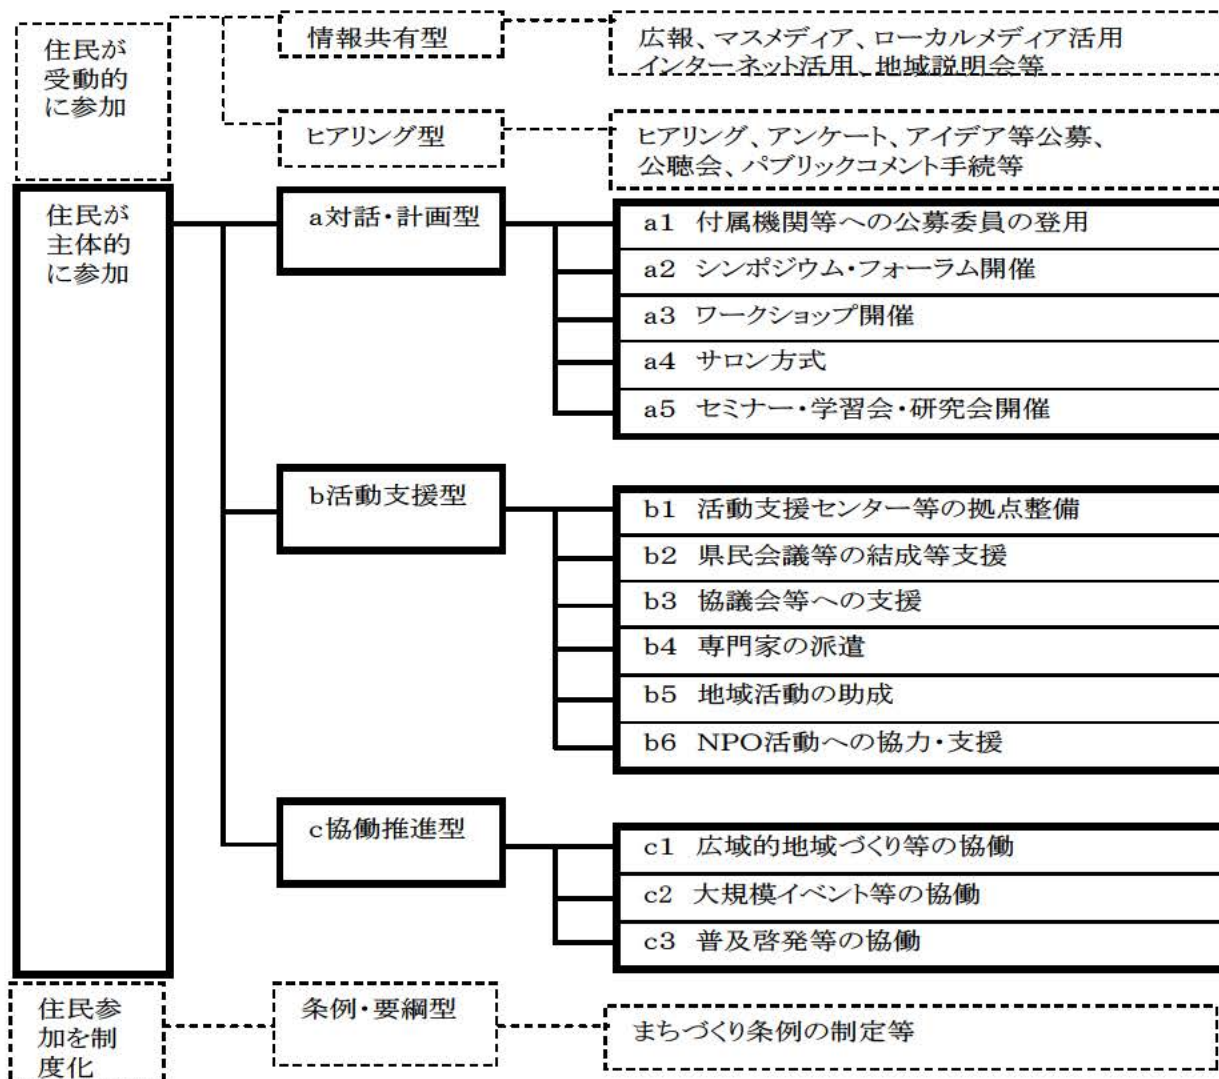 住民が
受動的
に参加
情報共有型
広報、マスメディア、ローカルメディア活用
インターネット活用、地域説明会等
ヒアリング型
ヒアリング、アンケート、アイデア等公募、
公聴会、パブリックコメント手続等
住民が
主体的
に参加
a対話・計画型
a1 付属機関等への公募委員の登用
a2 シンポジウム・フォーラム開催
a3 ワークショップ開催
a4 サロン方式
a5 セミナー・学習会・研究会開催
b活動支援型
b1 活動支援センター等の拠点整備
b2 県民会議等の結成等支援
b3 協議会等への支援
b4 専門家の派遣
b5 地域活動の助成
b6 NPO活動への協力・支援
c協働推進型
c1 広域的地域づくり等の協働
c2 大規模イベント等の協働
c3 普及啓発等の協働
住民参
加を制
度化
条例・要綱型
まちづくり条例の制定等